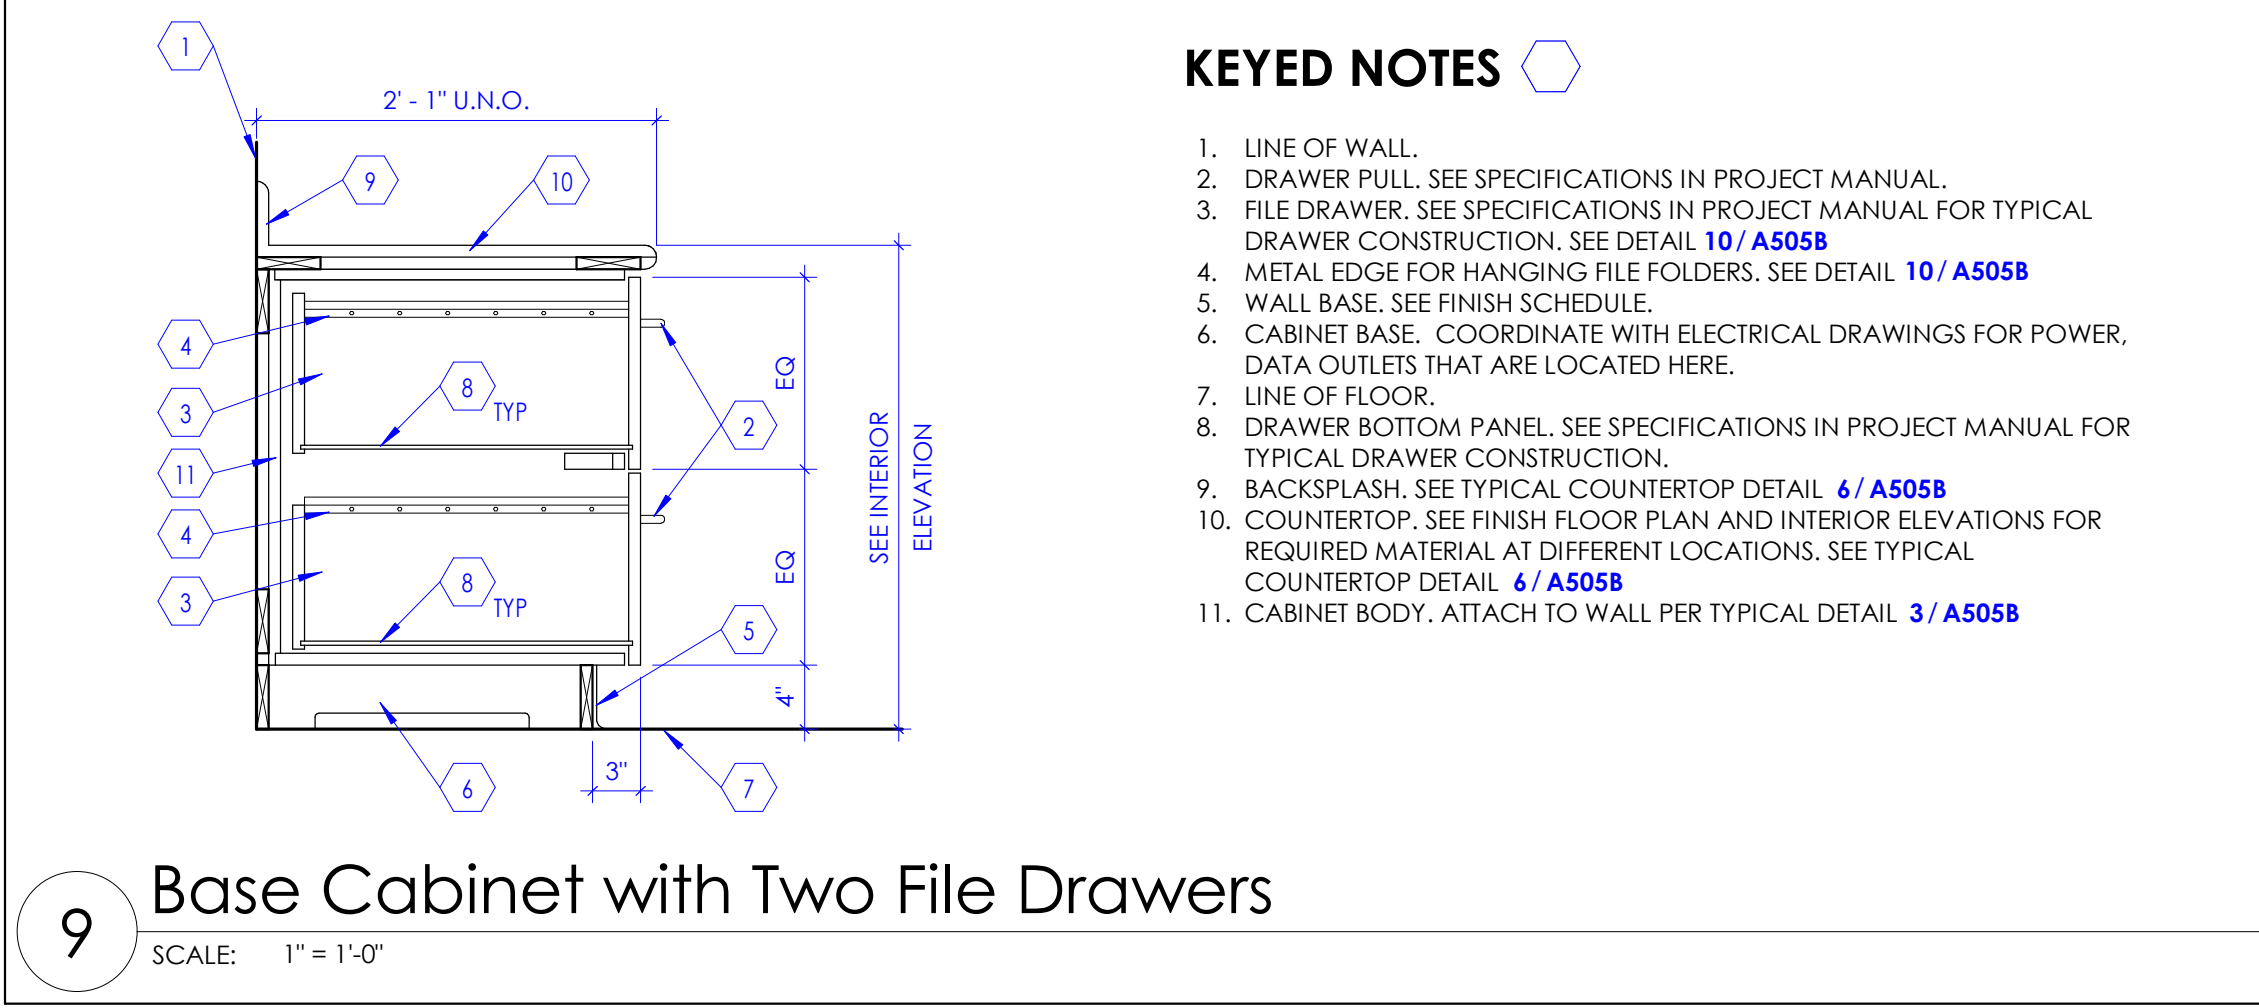 1
2' - 1" U.N.O.
9
10
4
3
11
4
3
8
TYP
8
TYP
EQ
EQ
2
SEE INTERIOR
ELEVATION
5
4"
3"
6
7
KEYED NOTES
1. LINE OF WALL.
2. DRAWER PULL. SEE SPECIFICATIONS IN PROJECT MANUAL.
3. FILE DRAWER. SEE SPECIFICATIONS IN PROJECT MANUAL FOR TYPICAL
DRAWER CONSTRUCTION. SEE DETAIL 10 / A505B
4. METAL EDGE FOR HANGING FILE FOLDERS. SEE DETAIL 10 / A505B
5. WALL BASE. SEE FINISH SCHEDULE.
6. CABINET BASE. COORDINATE WITH ELECTRICAL DRAWINGS FOR POWER,
DATA OUTLETS THAT ARE LOCATED HERE.
7. LINE OF FLOOR.
8. DRAWER BOTTOM PANEL. SEE SPECIFICATIONS IN PROJECT MANUAL FOR
TYPICAL DRAWER CONSTRUCTION.
9. BACKSPLASH. SEE TYPICAL COUNTERTOP DETAIL 6 / A505B
10. COUNTERTOP. SEE FINISH FLOOR PLAN AND INTERIOR ELEVATIONS FOR
REQUIRED MATERIAL AT DIFFERENT LOCATIONS. SEE TYPICAL
COUNTERTOP DETAIL 6 / A505B
11. CABINET BODY. ATTACH TO WALL PER TYPICAL DETAIL 3 / A505B
9
Base Cabinet with Two File Drawers
SCALE: 1" = 1'-0"